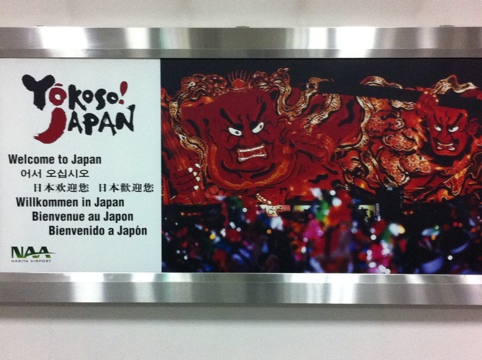 Yōkoso!
JAPAN
Welcome to Japan
어서 오십시오
日本欢迎您 日本歡迎您
Willkommen in Japan
Bienvenue au Japon
Bienvenido a Japón
NAA
NARITA AIRPORT